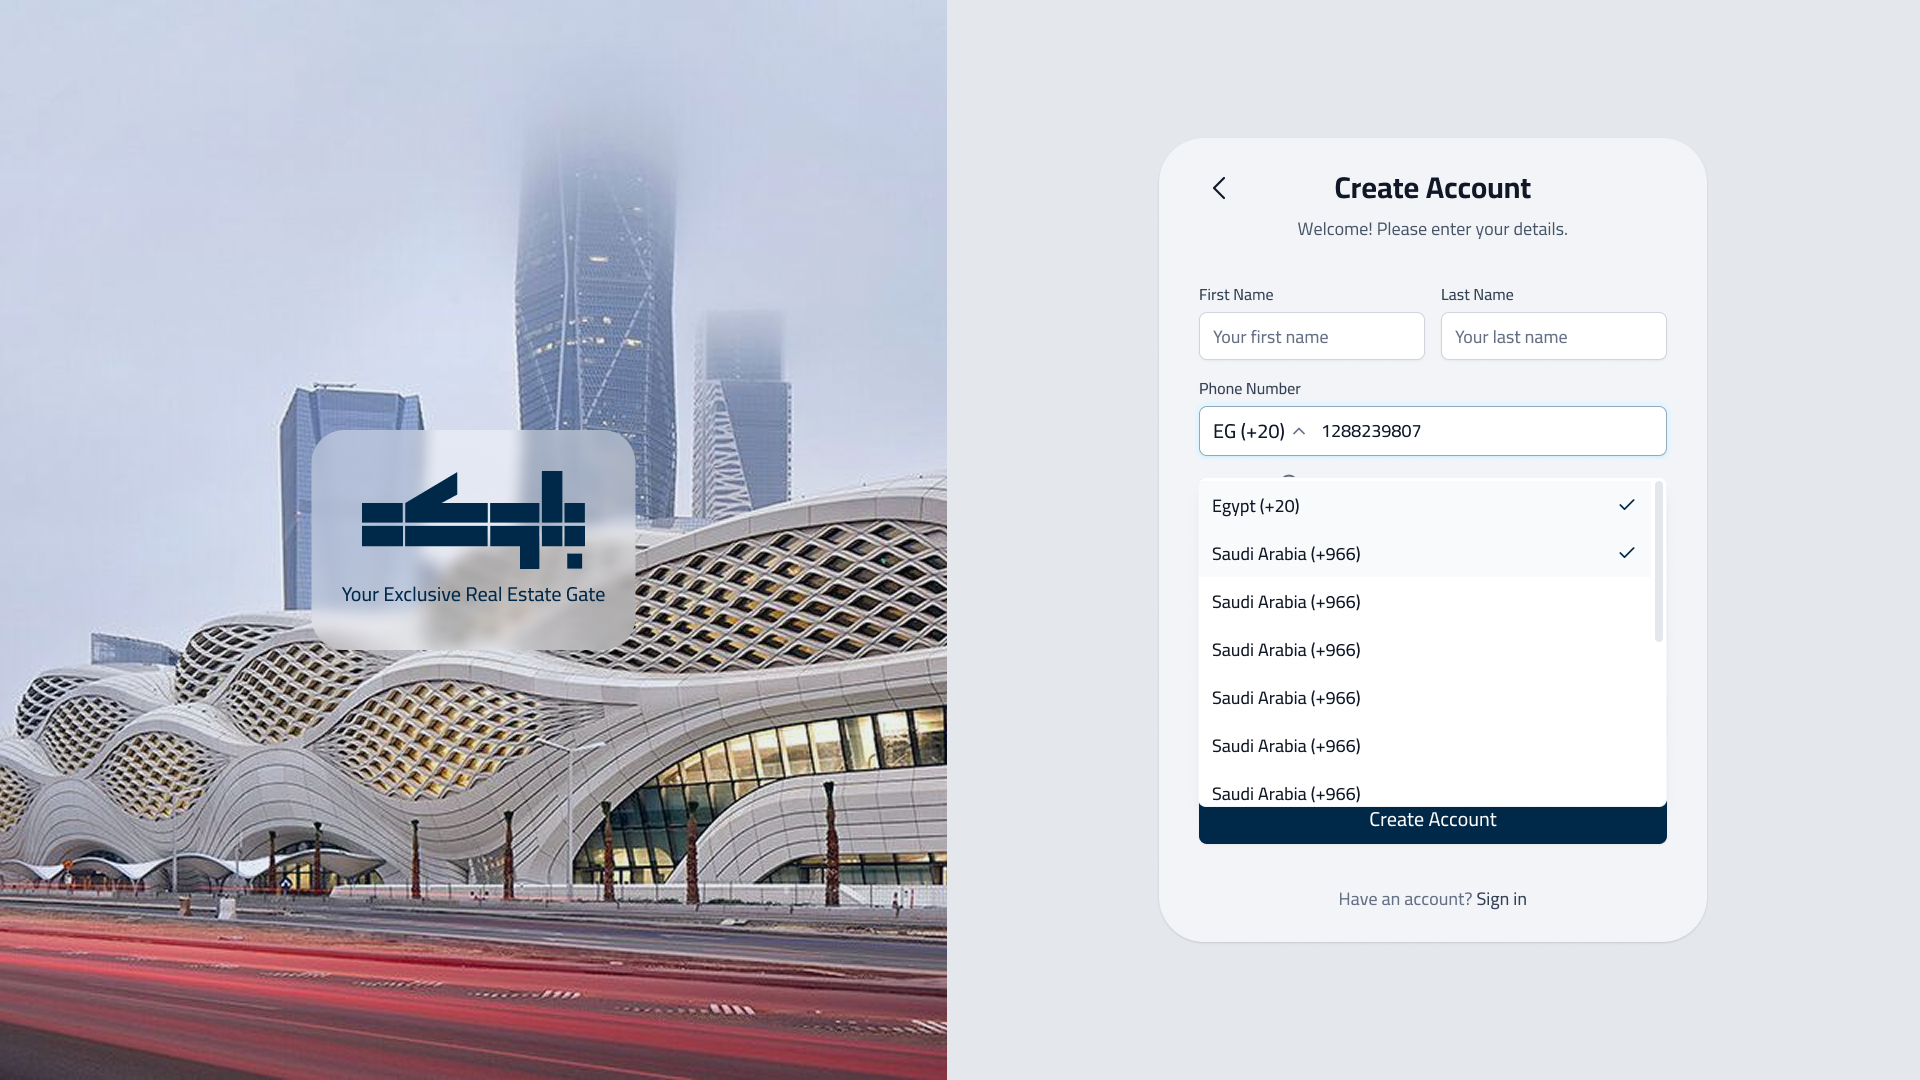 Your Exclusive Real Estate Gate
Create Account
Welcome! Please enter your details.
First Name
Last Name
Your first name
Your last name
Phone Number
EG (+20) 1288239807
Egypt (+20)
Saudi Arabia (+966)
Saudi Arabia (+966)
Saudi Arabia (+966)
Saudi Arabia (+966)
Saudi Arabia (+966)
Saudi Arabia (+966)
Create Account
Have an account? Sign in